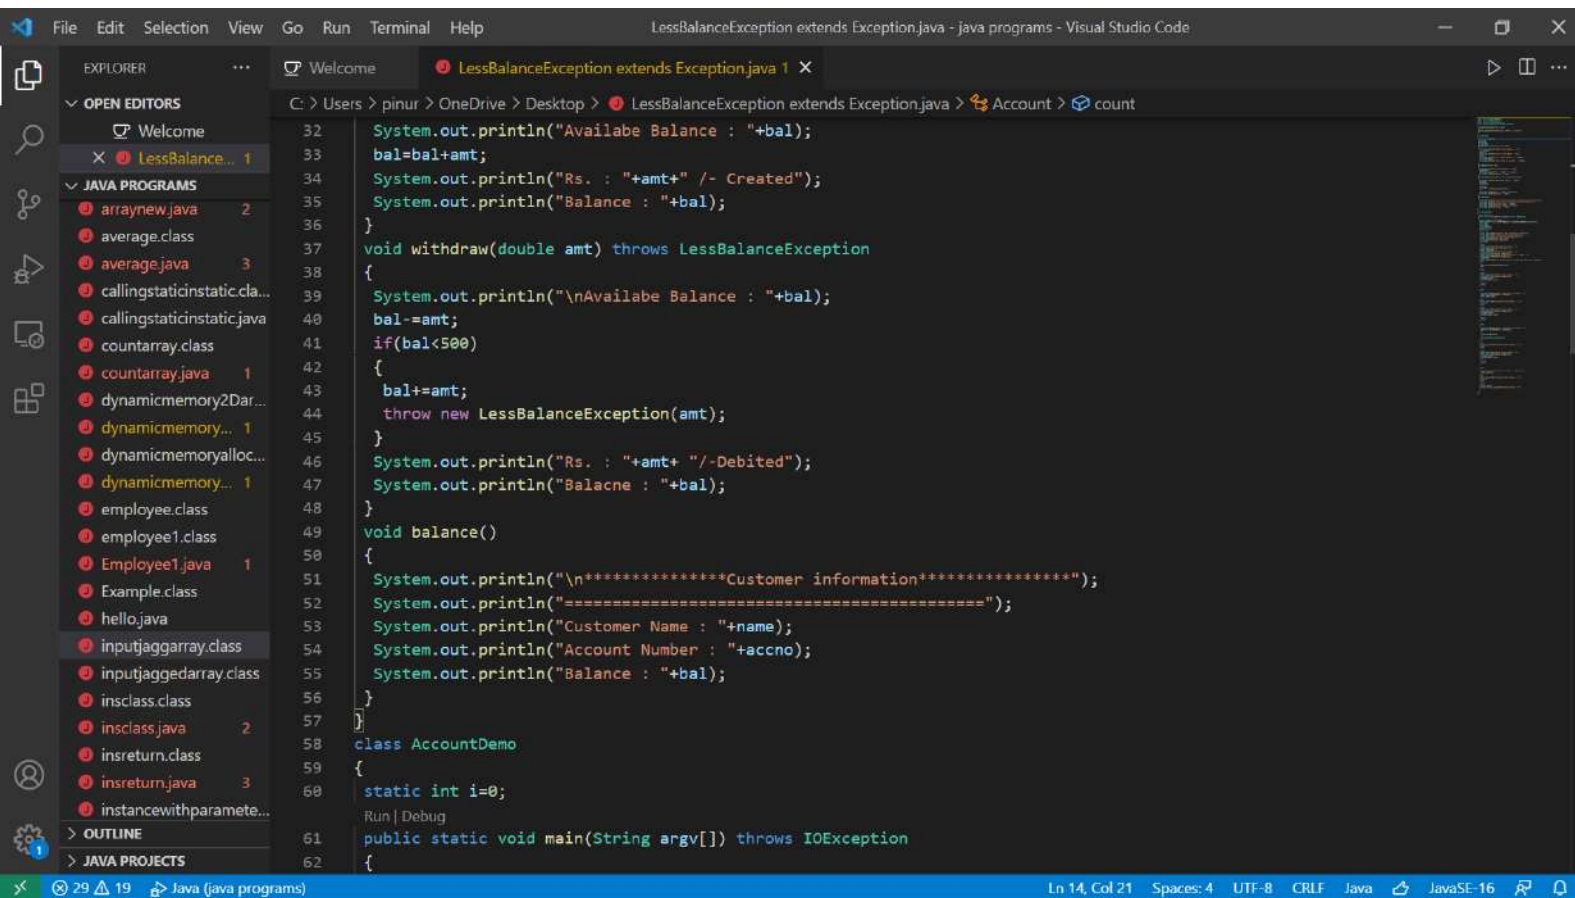 File Edit Selection View Go Run Terminal Help LessBalanceException extends Exception.java - java programs - Visual Studio Code
EXPLORER ...
OPEN EDITORS
Welcome
LessBalance... 1
JAVA PROGRAMS
arraynew.java 2
average.class
average.java 3
callingstaticinstatic.cla...
callingstaticinstatic.java
countarray.class
countarray.java 1
dynamicmemory2Dar...
dynamicmemory... 1
dynamicmemoryalloc...
dynamicmemory... 1
employee.class
employee1.class
Employee1.java 1
Example.class
hello.java
inputjaggarray.class
inputjaggedarray.class
insclass.class
insclass.java 2
insreturn.class
insreturn.java 3
instancewithparamete...
OUTLINE
JAVA PROJECTS
Welcome LessBalanceException extends Exception.java 1
C: > Users > pinur > OneDrive > Desktop > LessBalanceException extends Exception.java > Account > count
32 System.out.println("Availabe Balance : "+bal);
33 bal=bal+amt;
34 System.out.println("Rs. : "+amt+" /- Created");
35 System.out.println("Balance : "+bal);
36 }
37 void withdraw(double amt) throws LessBalanceException
38 {
39 System.out.println("\nAvailabe Balance : "+bal);
40 bal-=amt;
41 if(bal<500)
42 {
43 bal+=amt;
44 throw new LessBalanceException(amt);
45 }
46 System.out.println("Rs. : "+amt+ "/-Debited");
47 System.out.println("Balacne : "+bal);
48 }
49 void balance()
50 {
51 System.out.println("\n***************Customer information****************");
52 System.out.println("============================================");
53 System.out.println("Customer Name : "+name);
54 System.out.println("Account Number : "+accno);
55 System.out.println("Balance : "+bal);
56 }
57 }
58 class AccountDemo
59 {
60 static int i=0;
Run | Debug
61 public static void main(String argv[]) throws IOException
62 {
1
29 19 Java (java programs) Ln 14, Col 21 Spaces: 4 UTF-8 CRLF Java JavaSE-16